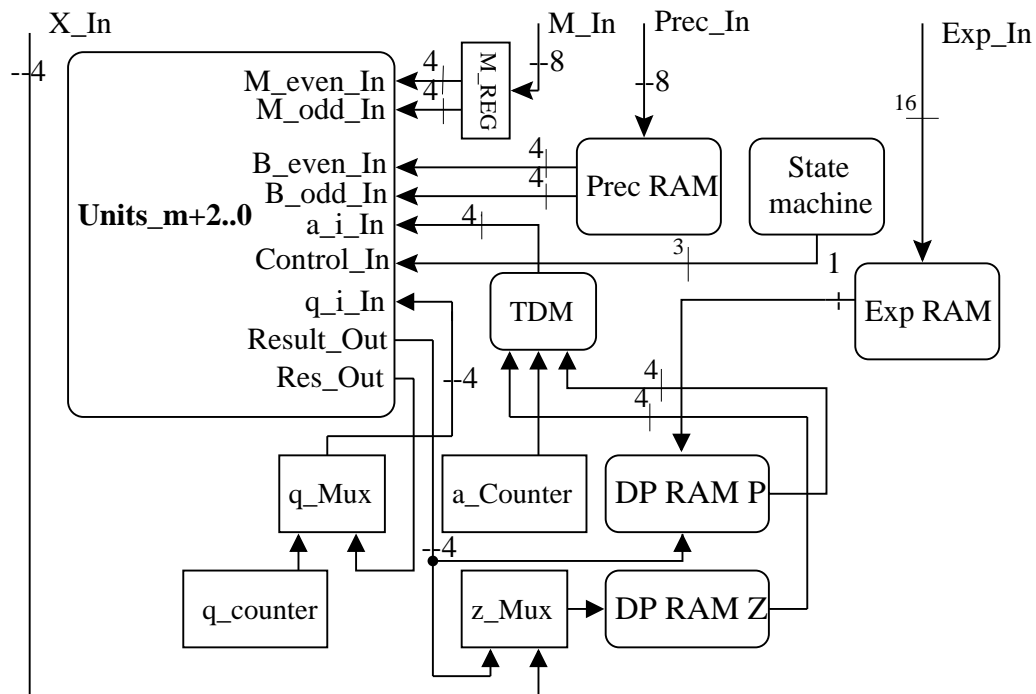 X_In
M_In
Prec_In
Exp_In
--4
4
4
--8
--8
16
M_REG
M_even_In
M_odd_In
B_even_In
B_odd_In
Units_m+2..0
a_i_In
Control_In
q_i_In
Result_Out
Res_Out
4
4
4
3
1
Prec RAM
State
machine
TDM
Exp RAM
--4
4
4
q_Mux
a_Counter
DP RAM P
--4
q_counter
z_Mux
DP RAM Z